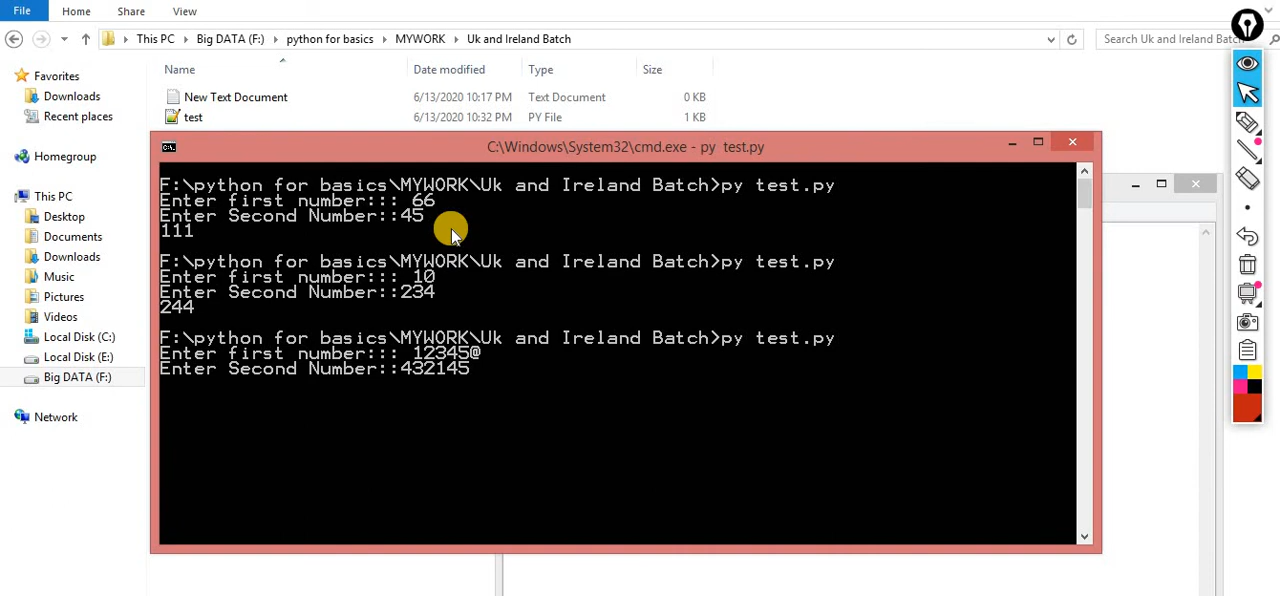 File Home Share View
This PC Big DATA (F:) python for basics MYWORK Uk and Ireland Batch Search Uk and Ireland Batch
Name Date modified Type Size
Favorites
Downloads
Recent places
Homegroup
This PC
Desktop
Documents
Downloads
Music
Pictures
Videos
Local Disk (C:)
Local Disk (E:)
Big DATA (F:)
Network
New Text Document 6/13/2020 10:17 PM Text Document 0 KB
test 6/13/2020 10:32 PM PY File 1 KB
C:\Windows\System32\cmd.exe - py test.py
F:\python for basics\MYWORK\Uk and Ireland Batch>py test.py
Enter first number::: 66
Enter Second Number::45
111
F:\python for basics\MYWORK\Uk and Ireland Batch>py test.py
Enter first number::: 10
Enter Second Number::234
244
F:\python for basics\MYWORK\Uk and Ireland Batch>py test.py
Enter first number::: 12345@
Enter Second Number::432145